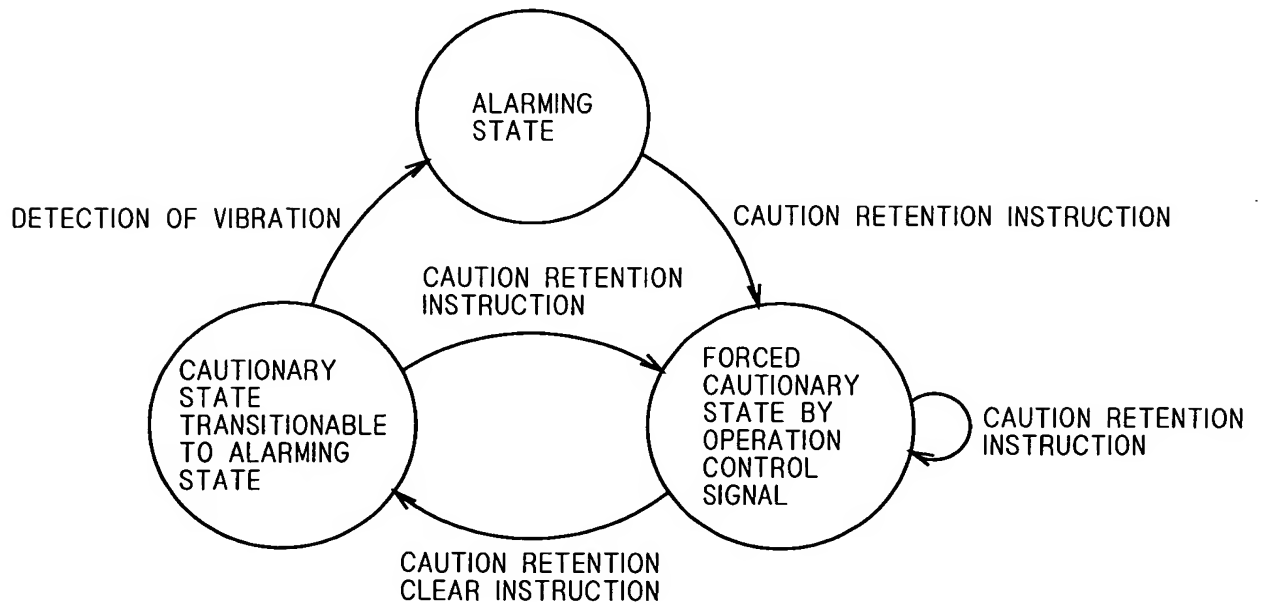 ALARMING
STATE
DETECTION OF VIBRATION
CAUTION RETENTION INSTRUCTION
CAUTION RETENTION
INSTRUCTION
CAUTIONARY
STATE
TRANSITIONABLE
TO ALARMING
STATE
FORCED
CAUTIONARY
STATE BY
OPERATION
CONTROL
SIGNAL
CAUTION RETENTION
INSTRUCTION
CAUTION RETENTION
CLEAR INSTRUCTION